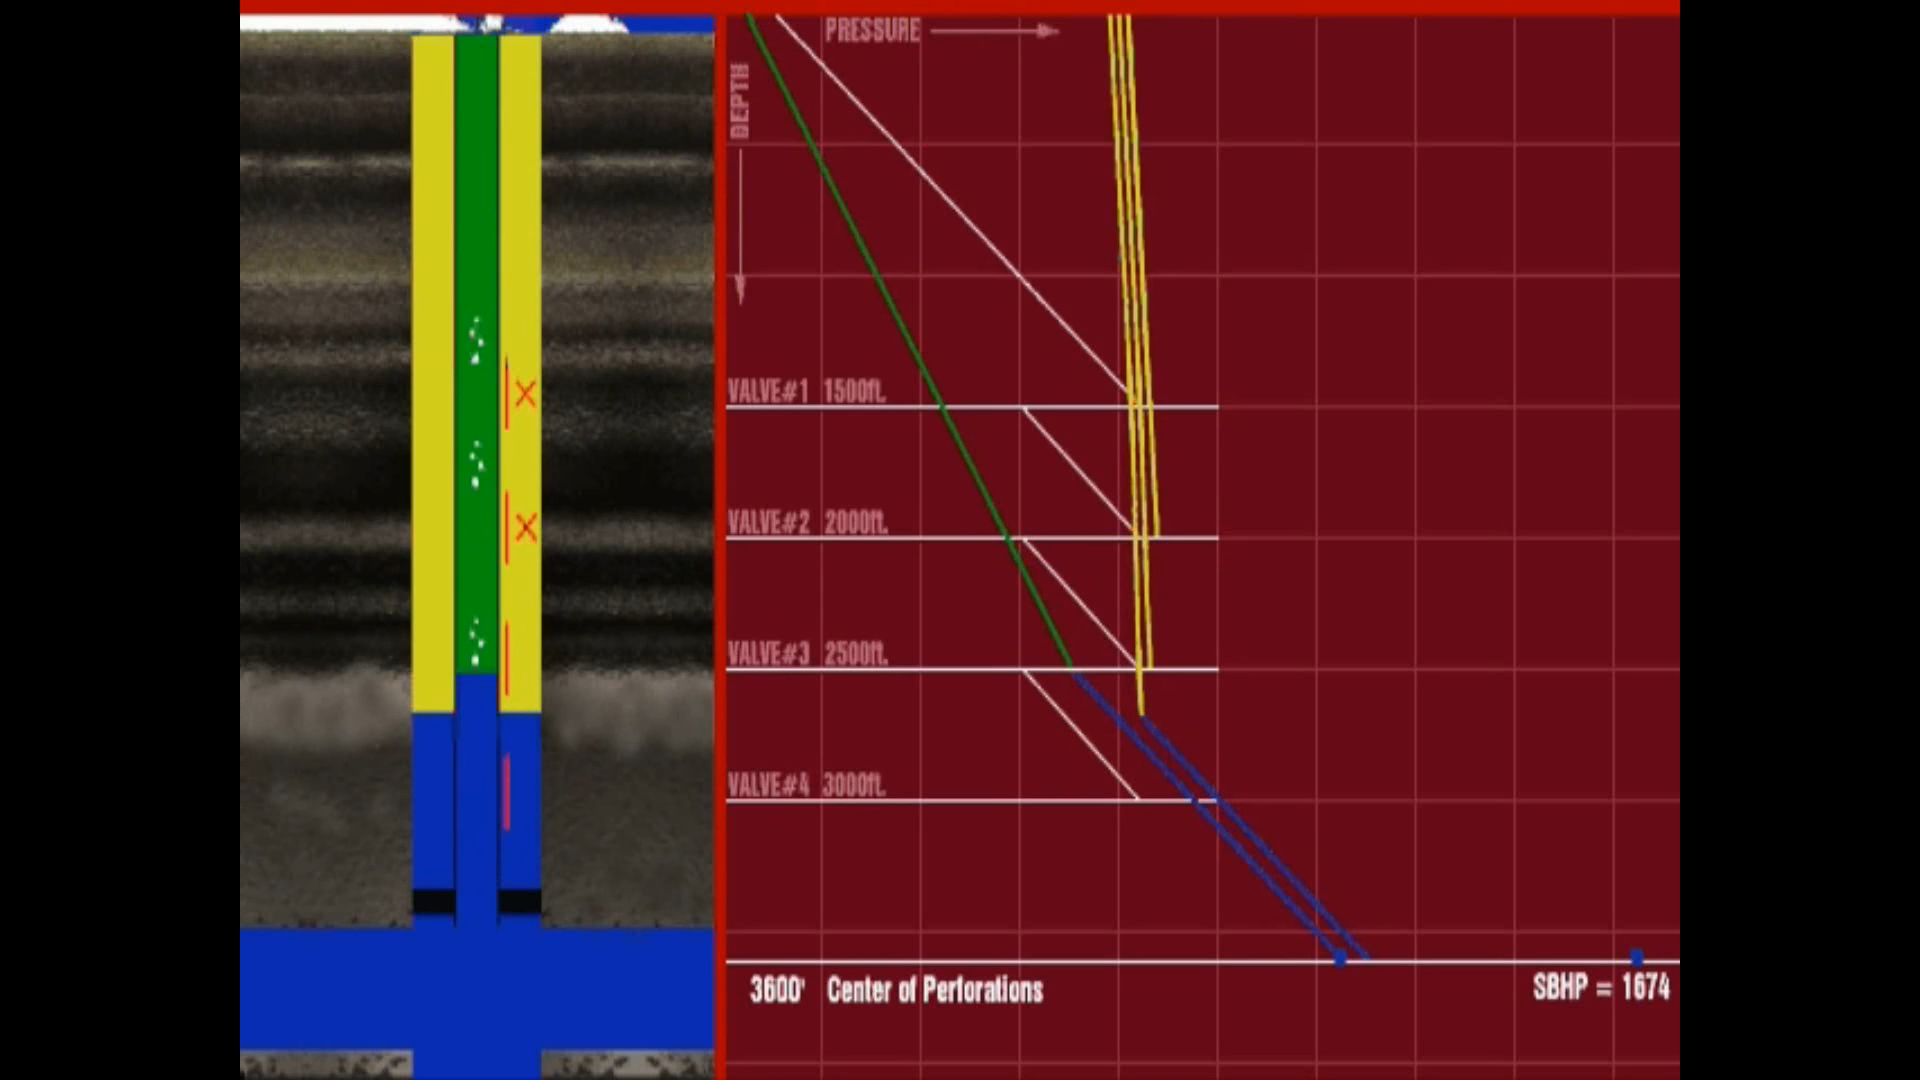 PRESSURE
DEPTH
VALVE#1 1500ft.
VALVE#2 2000ft.
VALVE#3 2500ft.
VALVE#4 3000ft.
3600' Center of Perforations
SBHP = 1674